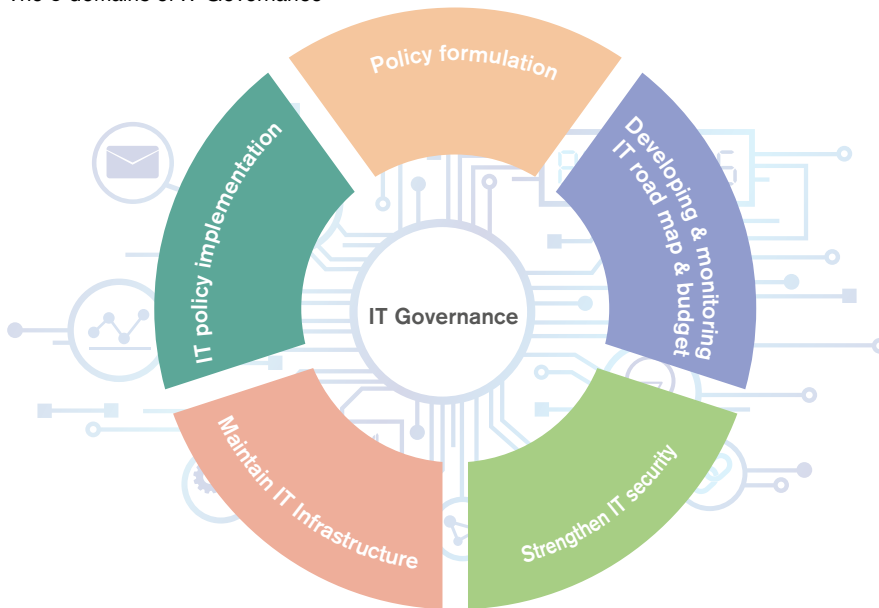 Policy formulation
Developing & monitoring
IT road map & budget
Strengthen IT security
Maintain IT Infrastructure
IT policy implementation
IT Governance